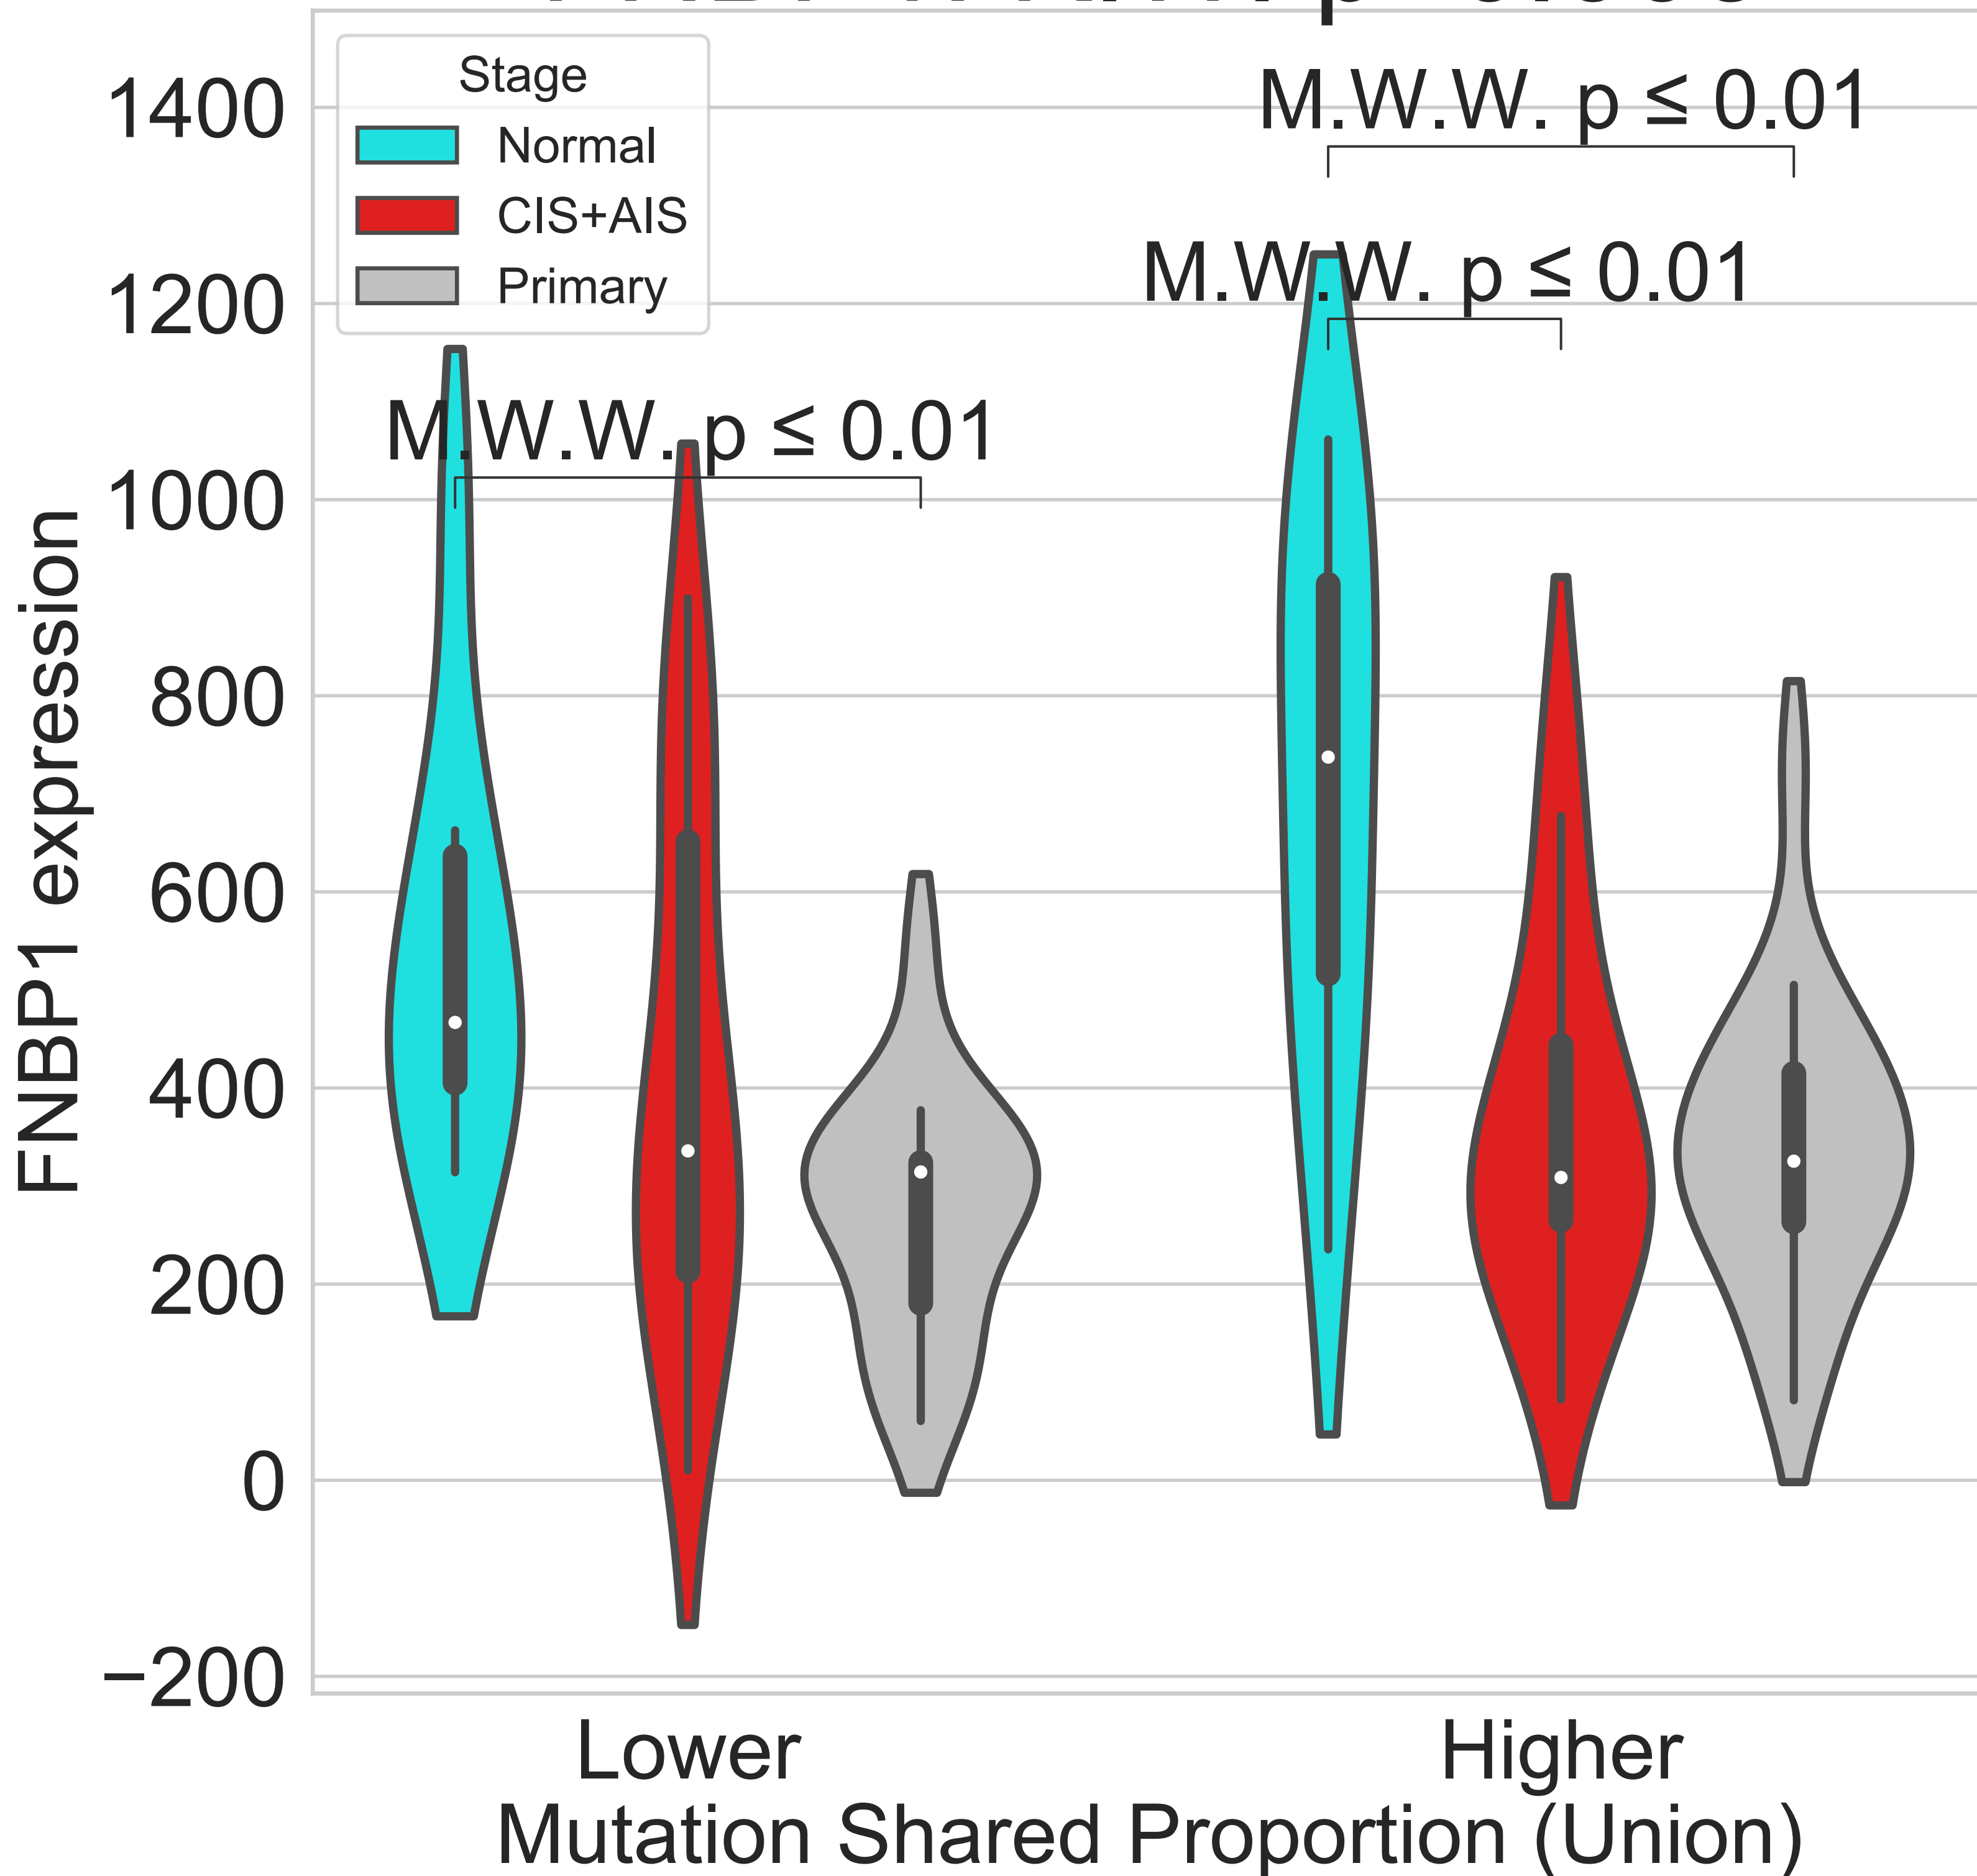 Stage
Normal
CIS+AIS
Primary
M.W.W. p ≤ 0.01
M.W.W. p ≤ 0.01
M.W.W. p ≤ 0.01
1400
1200
1000
800
600
400
200
0
−200
FNBP1 expression
Lower
Higher
Mutation Shared Proportion (Union)